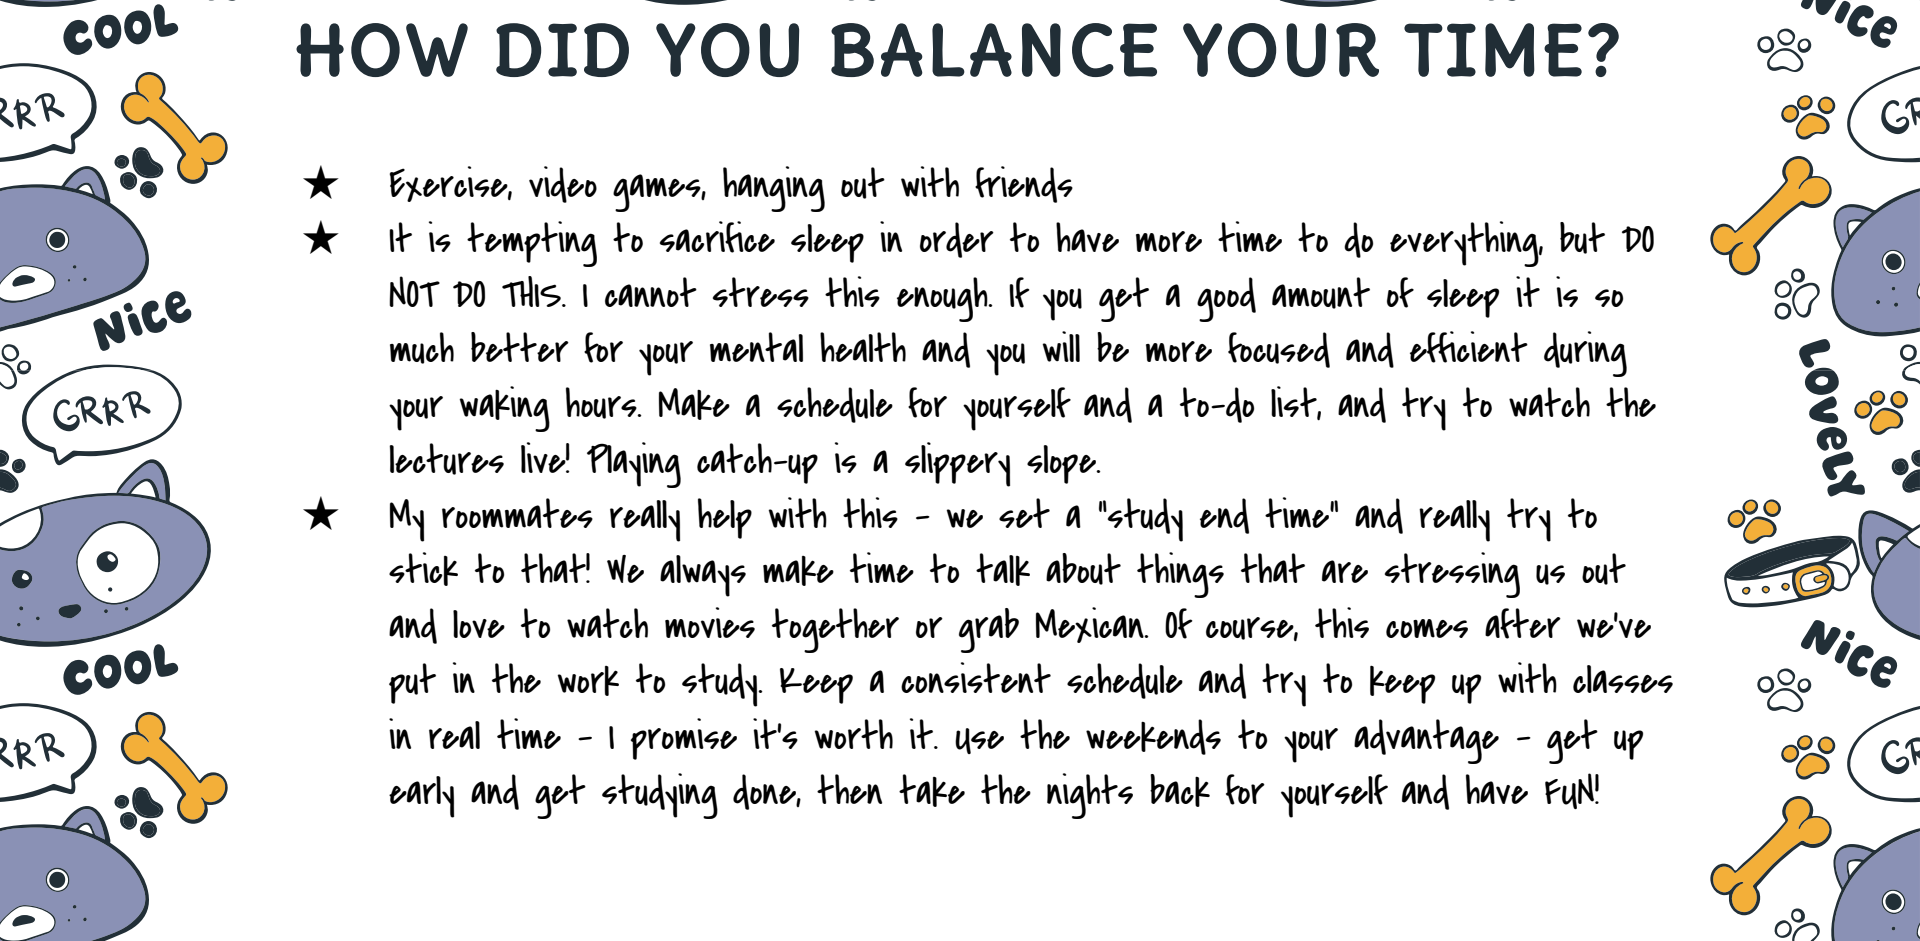 COOL
NiCE
HOW DID YOU BALANCE YOUR TIME?
RRR
GR
★ Exercise, video games, hanging out with friends
★ It is tempting to sacrifice sleep in order to have more time to do everything, but DO
NOT DO THIS. I cannot stress this enough. If you get a good amount of sleep it is so
much better for your mental health and you will be more focused and efficient during
your waking hours. Make a schedule for yourself and a to-do list, and try to watch the
lectures live! Playing catch-up is a slippery slope.
★ My roommates really help with this - we set a "study end time" and really try to
stick to that! We always make time to talk about things that are stressing us out
and love to watch movies together or grab Mexican. Of course, this comes after we've
put in the work to study. Keep a consistent schedule and try to keep up with classes
in real time - I promise it's worth it. Use the weekends to your advantage - get up
early and get studying done, then take the nights back for yourself and have FUN!
NiCE
GRRR
LOVELY
COOL
NiCE
RRR
GR